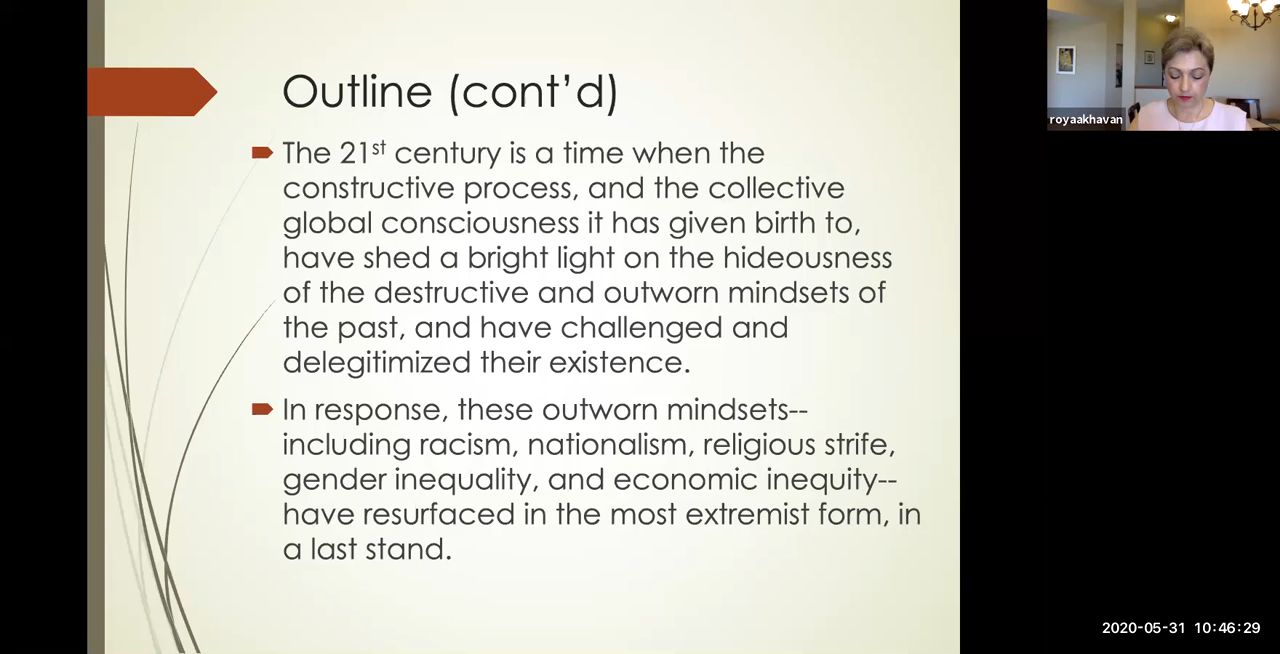 Outline (cont’d)
The 21st century is a time when the
constructive process, and the collective
global consciousness it has given birth to,
have shed a bright light on the hideousness
of the destructive and outworn mindsets of
the past, and have challenged and
delegitimized their existence.
In response, these outworn mindsets--
including racism, nationalism, religious strife,
gender inequality, and economic inequity--
have resurfaced in the most extremist form, in
a last stand.
royaakhavan
2020-05-31 10:46:29